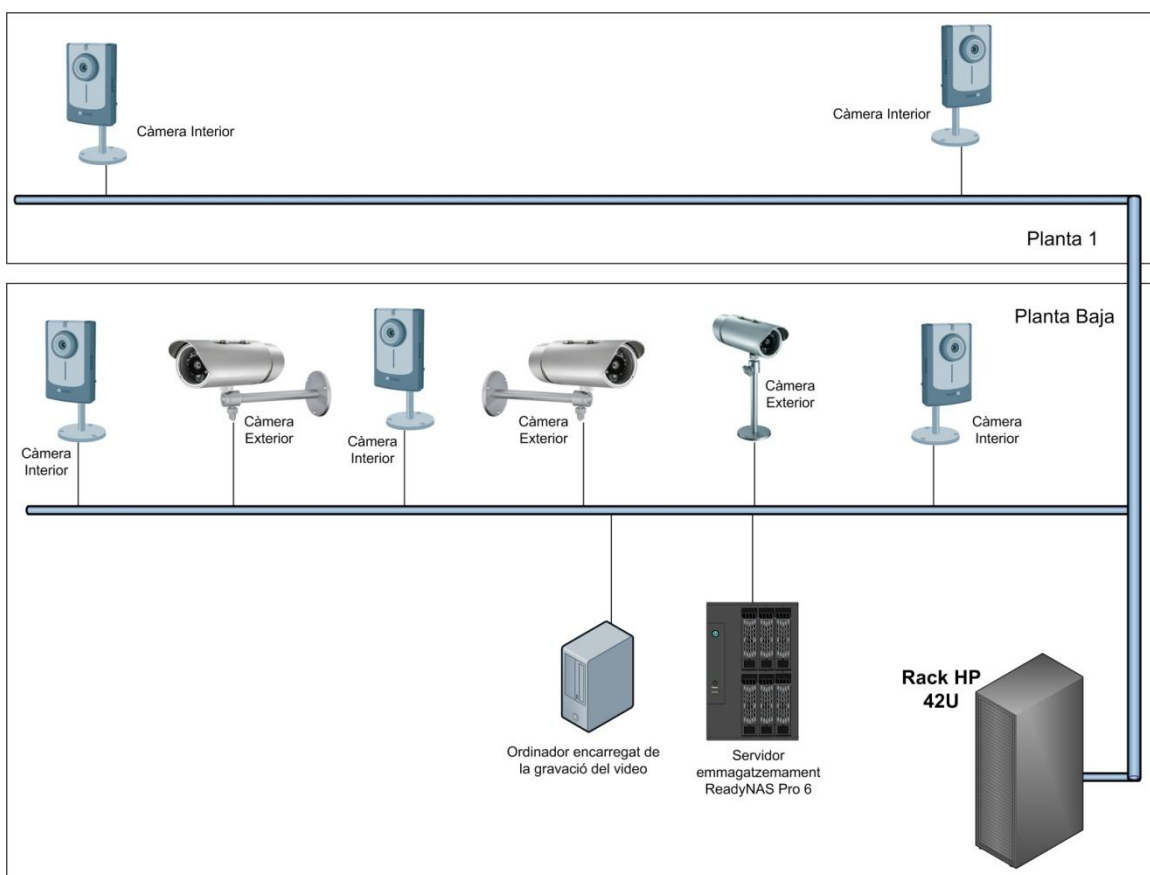 Càmera Interior
Càmera Interior
Planta 1
Planta Baja
Càmera
Interior
Càmera
Exterior
Càmera
Interior
Càmera
Exterior
Càmera
Exterior
Càmera
Interior
Ordinador encarregat de
la gravació del video
Servidor
emmagatzemament
ReadyNAS Pro 6
Rack HP
42U